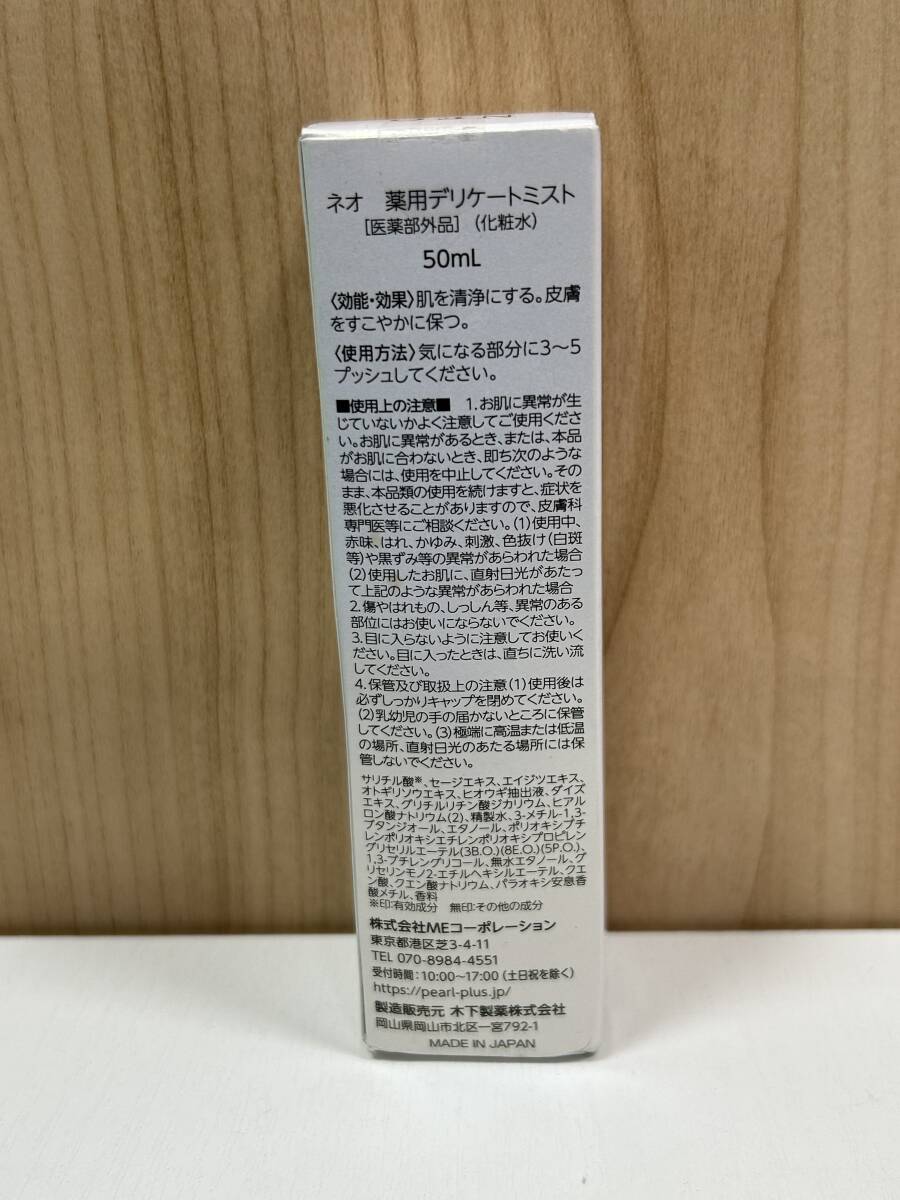 ネオ　薬用デリケートミスト
［医薬部外品］（化粧水）
50mL
〈効能・効果〉肌を清浄にする。皮膚
をすこやかに保つ。
〈使用方法〉気になる部分に3〜5
プッシュしてください。
■使用上の注意■　1.お肌に異常が生
じていないかよく注意してご使用くださ
い。お肌に異常があるとき、または、本品
がお肌に合わないとき、即ち次のような
場合には、使用を中止してください。その
まま、本品類の使用を続けますと、症状を
悪化させることがありますので、皮膚科
専門医等にご相談ください。(1)使用中、
赤味、はれ、かゆみ、刺激、色抜け(白斑
等)や黒ずみ等の異常があらわれた場合
(2)使用したお肌に、直射日光があたっ
て上記のような異常があらわれた場合
2.傷やはれもの、しっしん等、異常のある
部位にはお使いにならないでください。
3.目に入らないように注意してお使いく
ださい。目に入ったときは、直ちに洗い流
してください。
4.保管及び取扱上の注意(1)使用後は
必ずしっかりキャップを閉めてください。
(2)乳幼児の手の届かないところに保管
してください。(3)極端に高温または低温
の場所、直射日光のあたる場所には保
管しないでください。
サリチル酸※、セージエキス、エイジツエキス、
オトギリソウエキス、ヒオウギ抽出液、ダイズ
エキス、グリチルリチン酸ジカリウム、ヒアル
ロン酸ナトリウム(2)、精製水、3-メチル-1,3-
ブタンジオール、エタノール、ポリオキシブチ
レンポリオキシエチレンポリオキシプロピレン
グリセリルエーテル(3B.O.)(8E.O.)(5P.O.)、
1,3-ブチレングリコール、無水エタノール、グ
リセリンモノ2-エチルヘキシルエーテル、クエ
ン酸、クエン酸ナトリウム、パラオキシ安息香
酸メチル、香料
※印:有効成分　無印:その他の成分
株式会社MEコーポレーション
東京都港区芝3-4-11
TEL 070-8984-4551
受付時間:10:00〜17:00（土日祝を除く）
https://pearl-plus.jp/
製造販売元 木下製薬株式会社
岡山県岡山市北区一宮792-1
MADE IN JAPAN